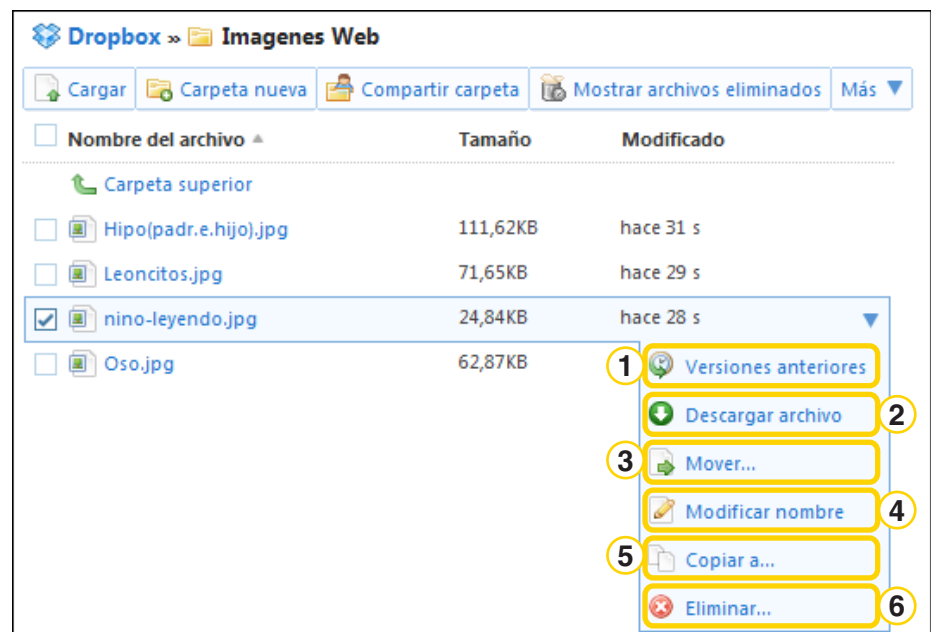 Dropbox » Imagenes Web
Cargar Carpeta nueva Compartir carpeta Mostrar archivos eliminados Más
Nombre del archivo Tamaño Modificado
Carpeta superior
Hipo(padr.e.hijo).jpg 111,62KB hace 31 s
Leoncitos.jpg 71,65KB hace 29 s
nino-leyendo.jpg 24,84KB hace 28 s
Oso.jpg 62,87KB
1 Versiones anteriores
Descargar archivo 2
3 Mover...
Modificar nombre 4
5 Copiar a...
Eliminar... 6